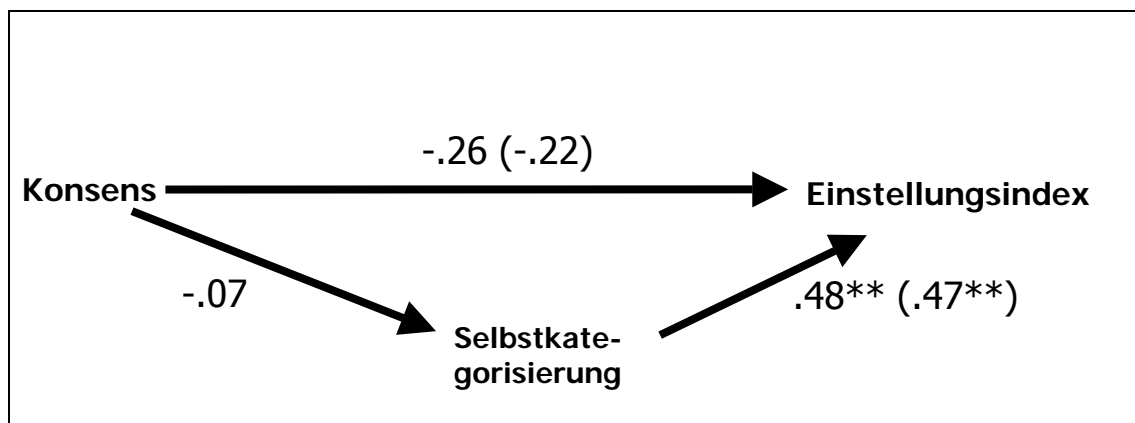 -.26 (-.22)
Konsens
Einstellungsindex
-.07
.48** (.47**)
Selbstkate-
gorisierung